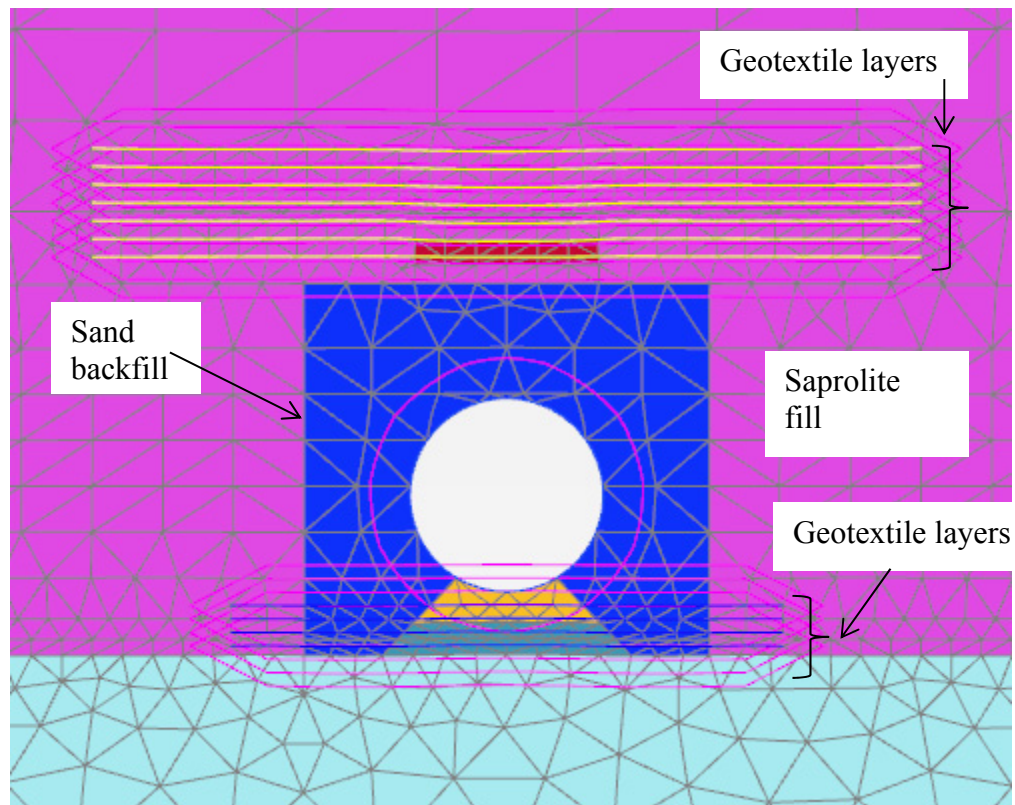 Geotextile layers
Sand
backfill
Saprolite
fill
Geotextile layers